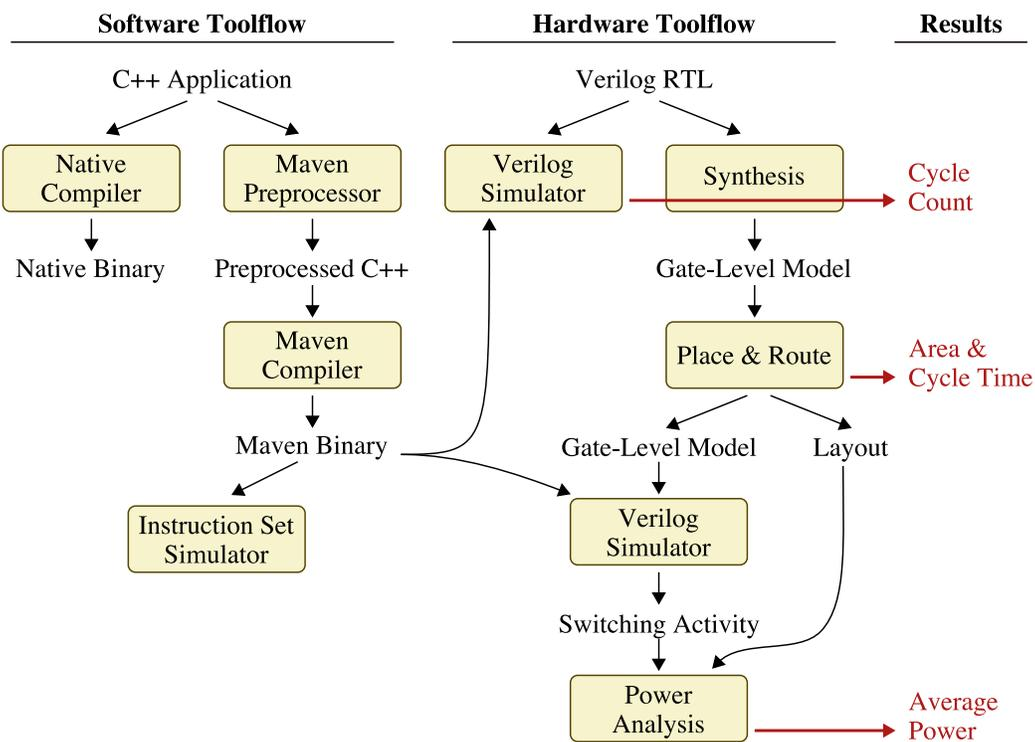 Software Toolflow
Hardware Toolflow
Results
C++ Application
Verilog RTL
Native
Compiler
Maven
Preprocessor
Verilog
Simulator
Synthesis
Cycle
Count
Native Binary
Preprocessed C++
Gate-Level Model
Maven
Compiler
Place & Route
Area &
Cycle Time
Maven Binary
Gate-Level Model
Layout
Instruction Set
Simulator
Verilog
Simulator
Switching Activity
Power
Analysis
Average
Power